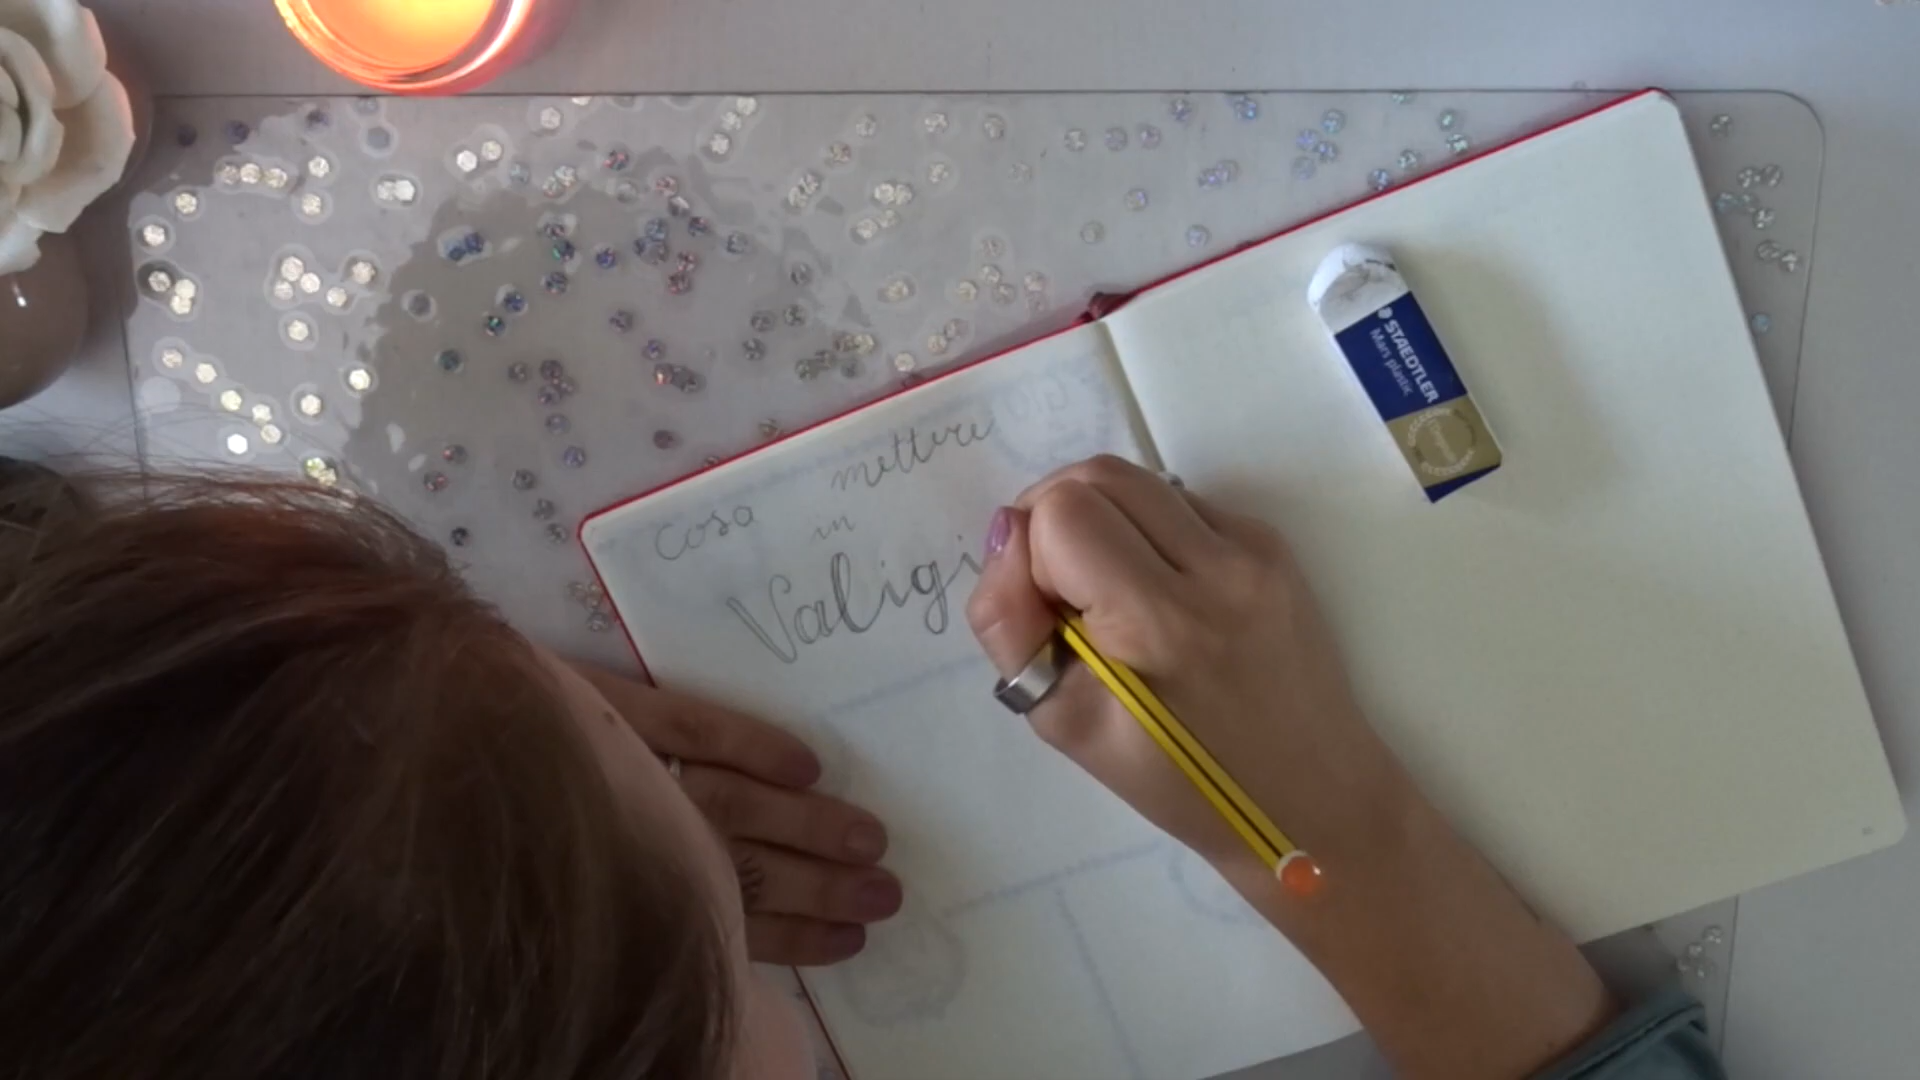 cosa mettere
in
Valigi
STAEDTLER
Mars plastic